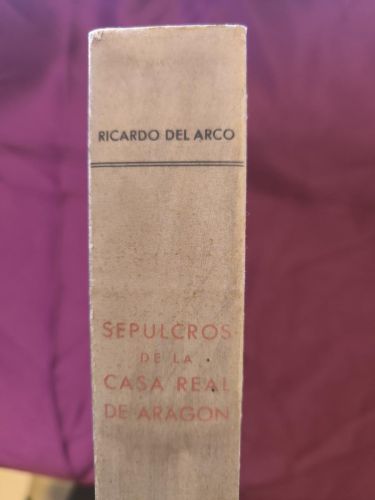 RICARDO DEL ARCO
SEPULCROS
DE LA
CASA REAL
DE ARAGON